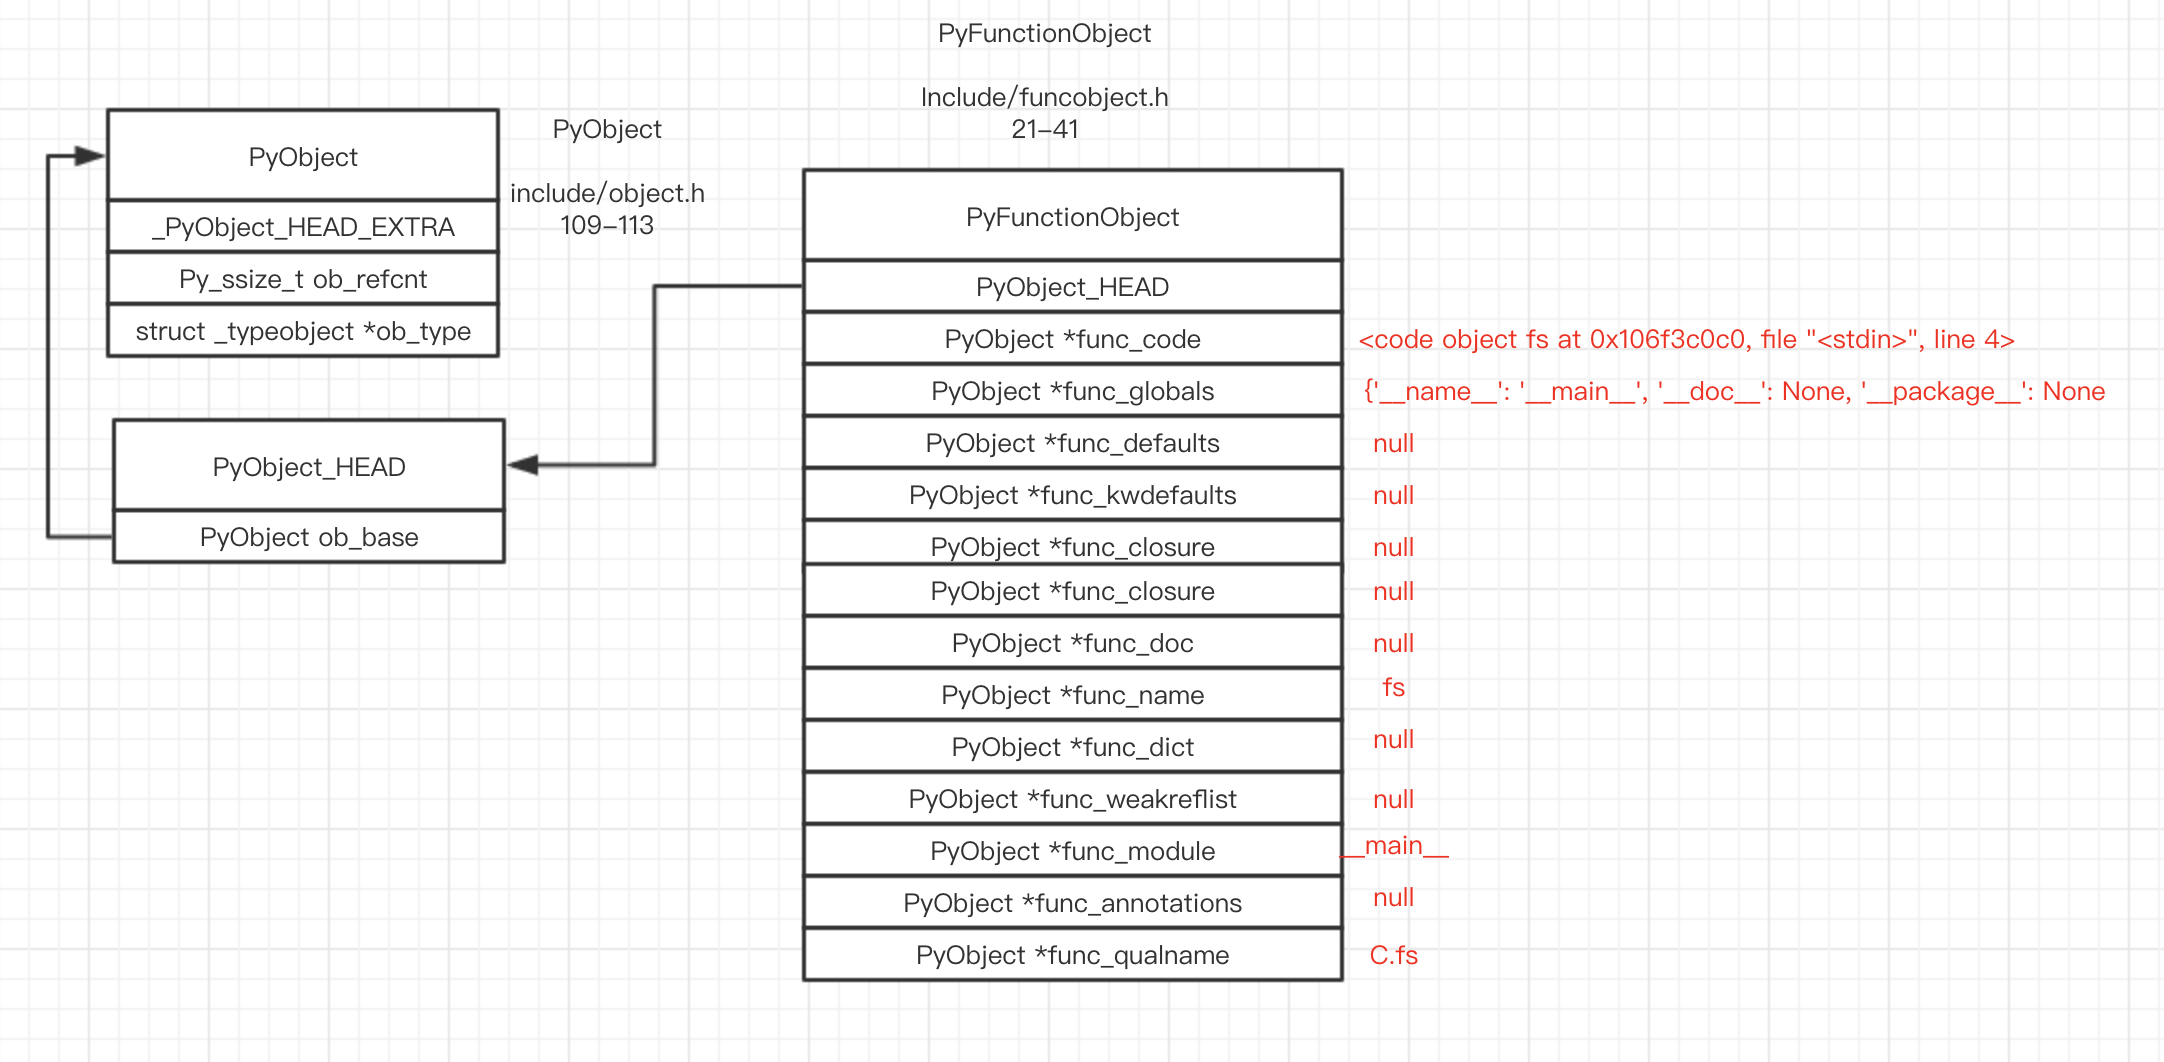 PyFunctionObject
Include/funcobject.h
21-41
PyObject
include/object.h
109-113
PyObject
_PyObject_HEAD_EXTRA
Py_ssize_t ob_refcnt
struct _typeobject *ob_type
PyObject_HEAD
PyObject ob_base
PyFunctionObject
PyObject_HEAD
PyObject *func_code
<code object fs at 0x106f3c0c0, file "<stdin>", line 4>
PyObject *func_globals
{'__name__': '__main__', '__doc__': None, '__package__': None
PyObject *func_defaults
null
PyObject *func_kwdefaults
null
PyObject *func_closure
null
PyObject *func_closure
null
PyObject *func_doc
null
PyObject *func_name
fs
PyObject *func_dict
null
PyObject *func_weakreflist
null
PyObject *func_module
__main__
PyObject *func_annotations
null
PyObject *func_qualname
C.fs